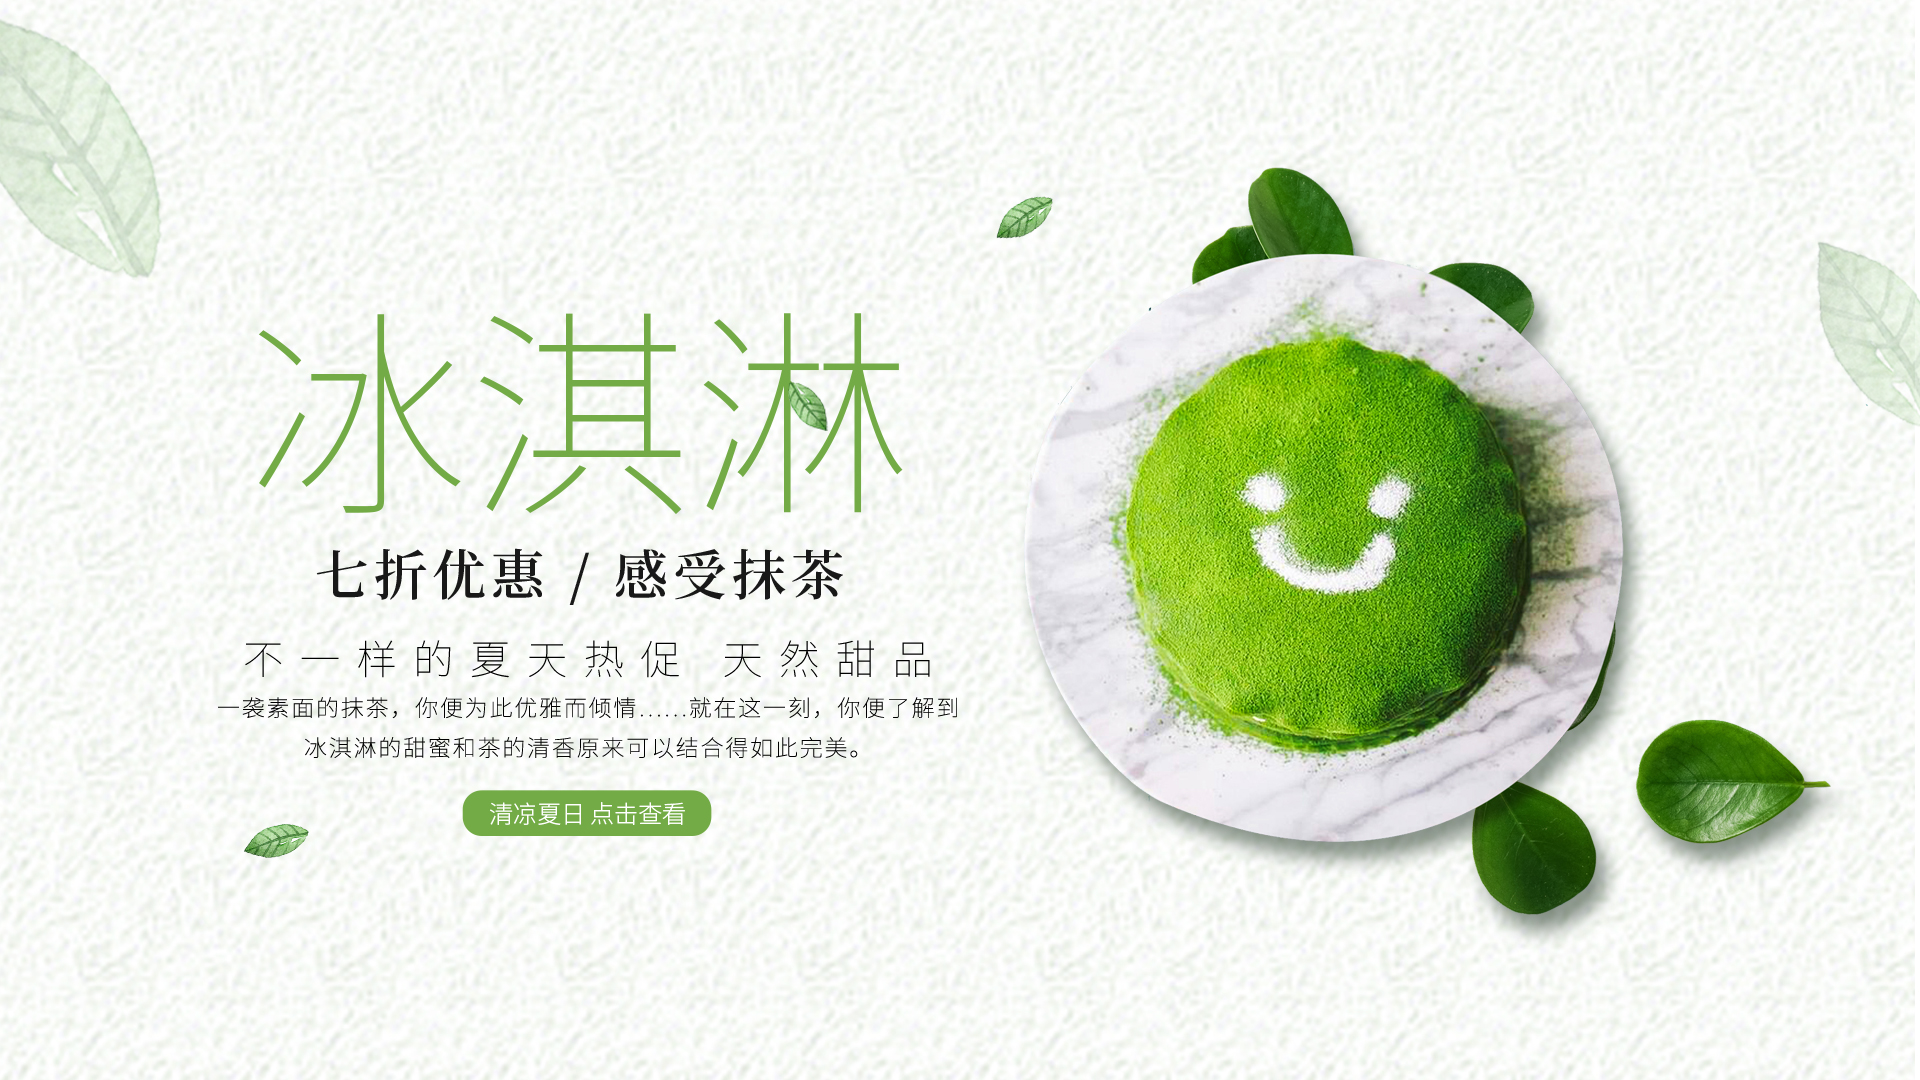 冰淇淋
七折优惠 / 感受抹茶
不一样的夏天热促 天然甜品
一袭素面的抹茶，你便为此优雅而倾情……就在这一刻，你便了解到
冰淇淋的甜蜜和茶的清香原来可以结合得如此完美。
清凉夏日 点击查看